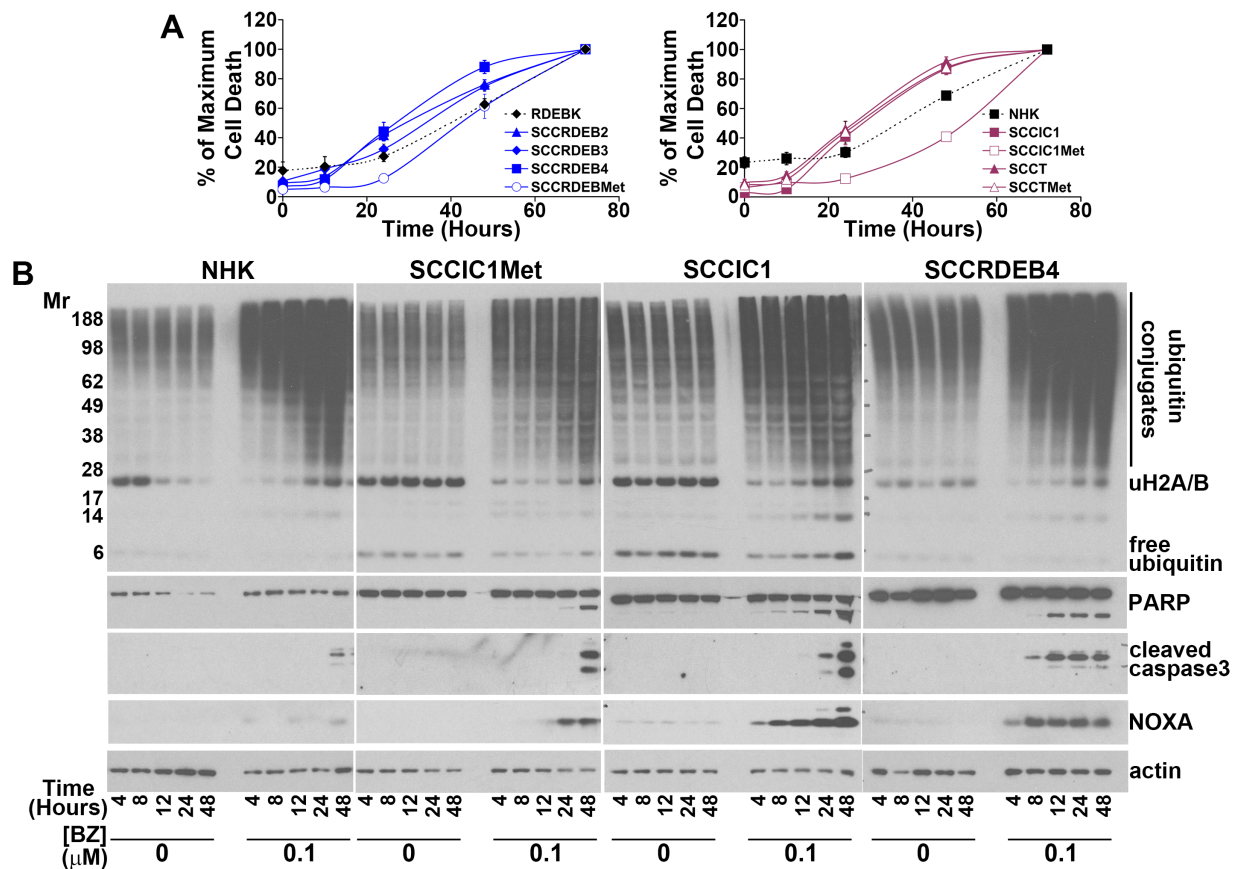 A
% of Maximum
Cell Death
120
100
80
60
40
20
0
0 20 40 60 80
Time (Hours)
RDEBK
SCCRDEB2
SCCRDEB3
SCCRDEB4
SCCRDEBMet
% of Maximum
Cell Death
120
100
80
60
40
20
0
0 20 40 60 80
Time (Hours)
NHK
SCCIC1
SCCIC1Met
SCCT
SCCTMet
B
NHK SCCIC1Met SCCIC1 SCCRDEB4
Mr
188
98
62
49
38
28
17
14
6
ubiquitin
conjugates
uH2A/B
free
ubiquitin
PARP
cleaved
caspase3
NOXA
actin
Time
(Hours)
4 8 12 24 48 4 8 12 24 48 4 8 12 24 48 4 8 12 24 48 4 8 12 24 48 4 8 12 24 48 4 8 12 24 48 4 8 12 24 48
[BZ]
(μM)
0 0.1 0 0.1 0 0.1 0 0.1